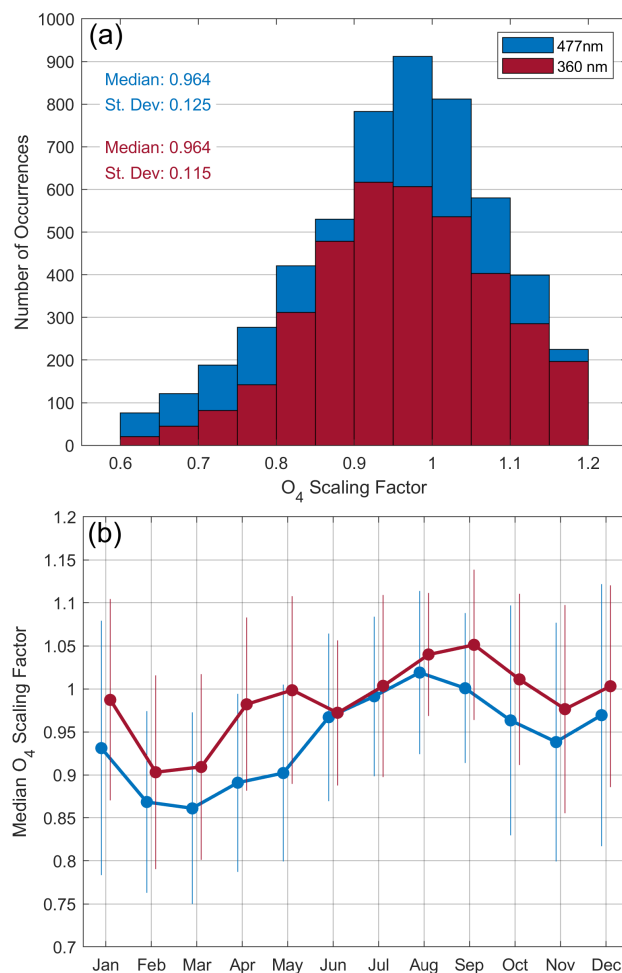 (a)
477nm
360 nm
Median: 0.964
St. Dev: 0.125
Median: 0.964
St. Dev: 0.115
1000
900
800
700
600
500
400
300
200
100
0
Number of Occurrences
0.6 0.7 0.8 0.9 1 1.1 1.2
O4 Scaling Factor
(b)
1.2
1.15
1.1
1.05
1
0.95
0.9
0.85
0.8
0.75
0.7
Median O4 Scaling Factor
Jan Feb Mar Apr May Jun Jul Aug Sep Oct Nov Dec